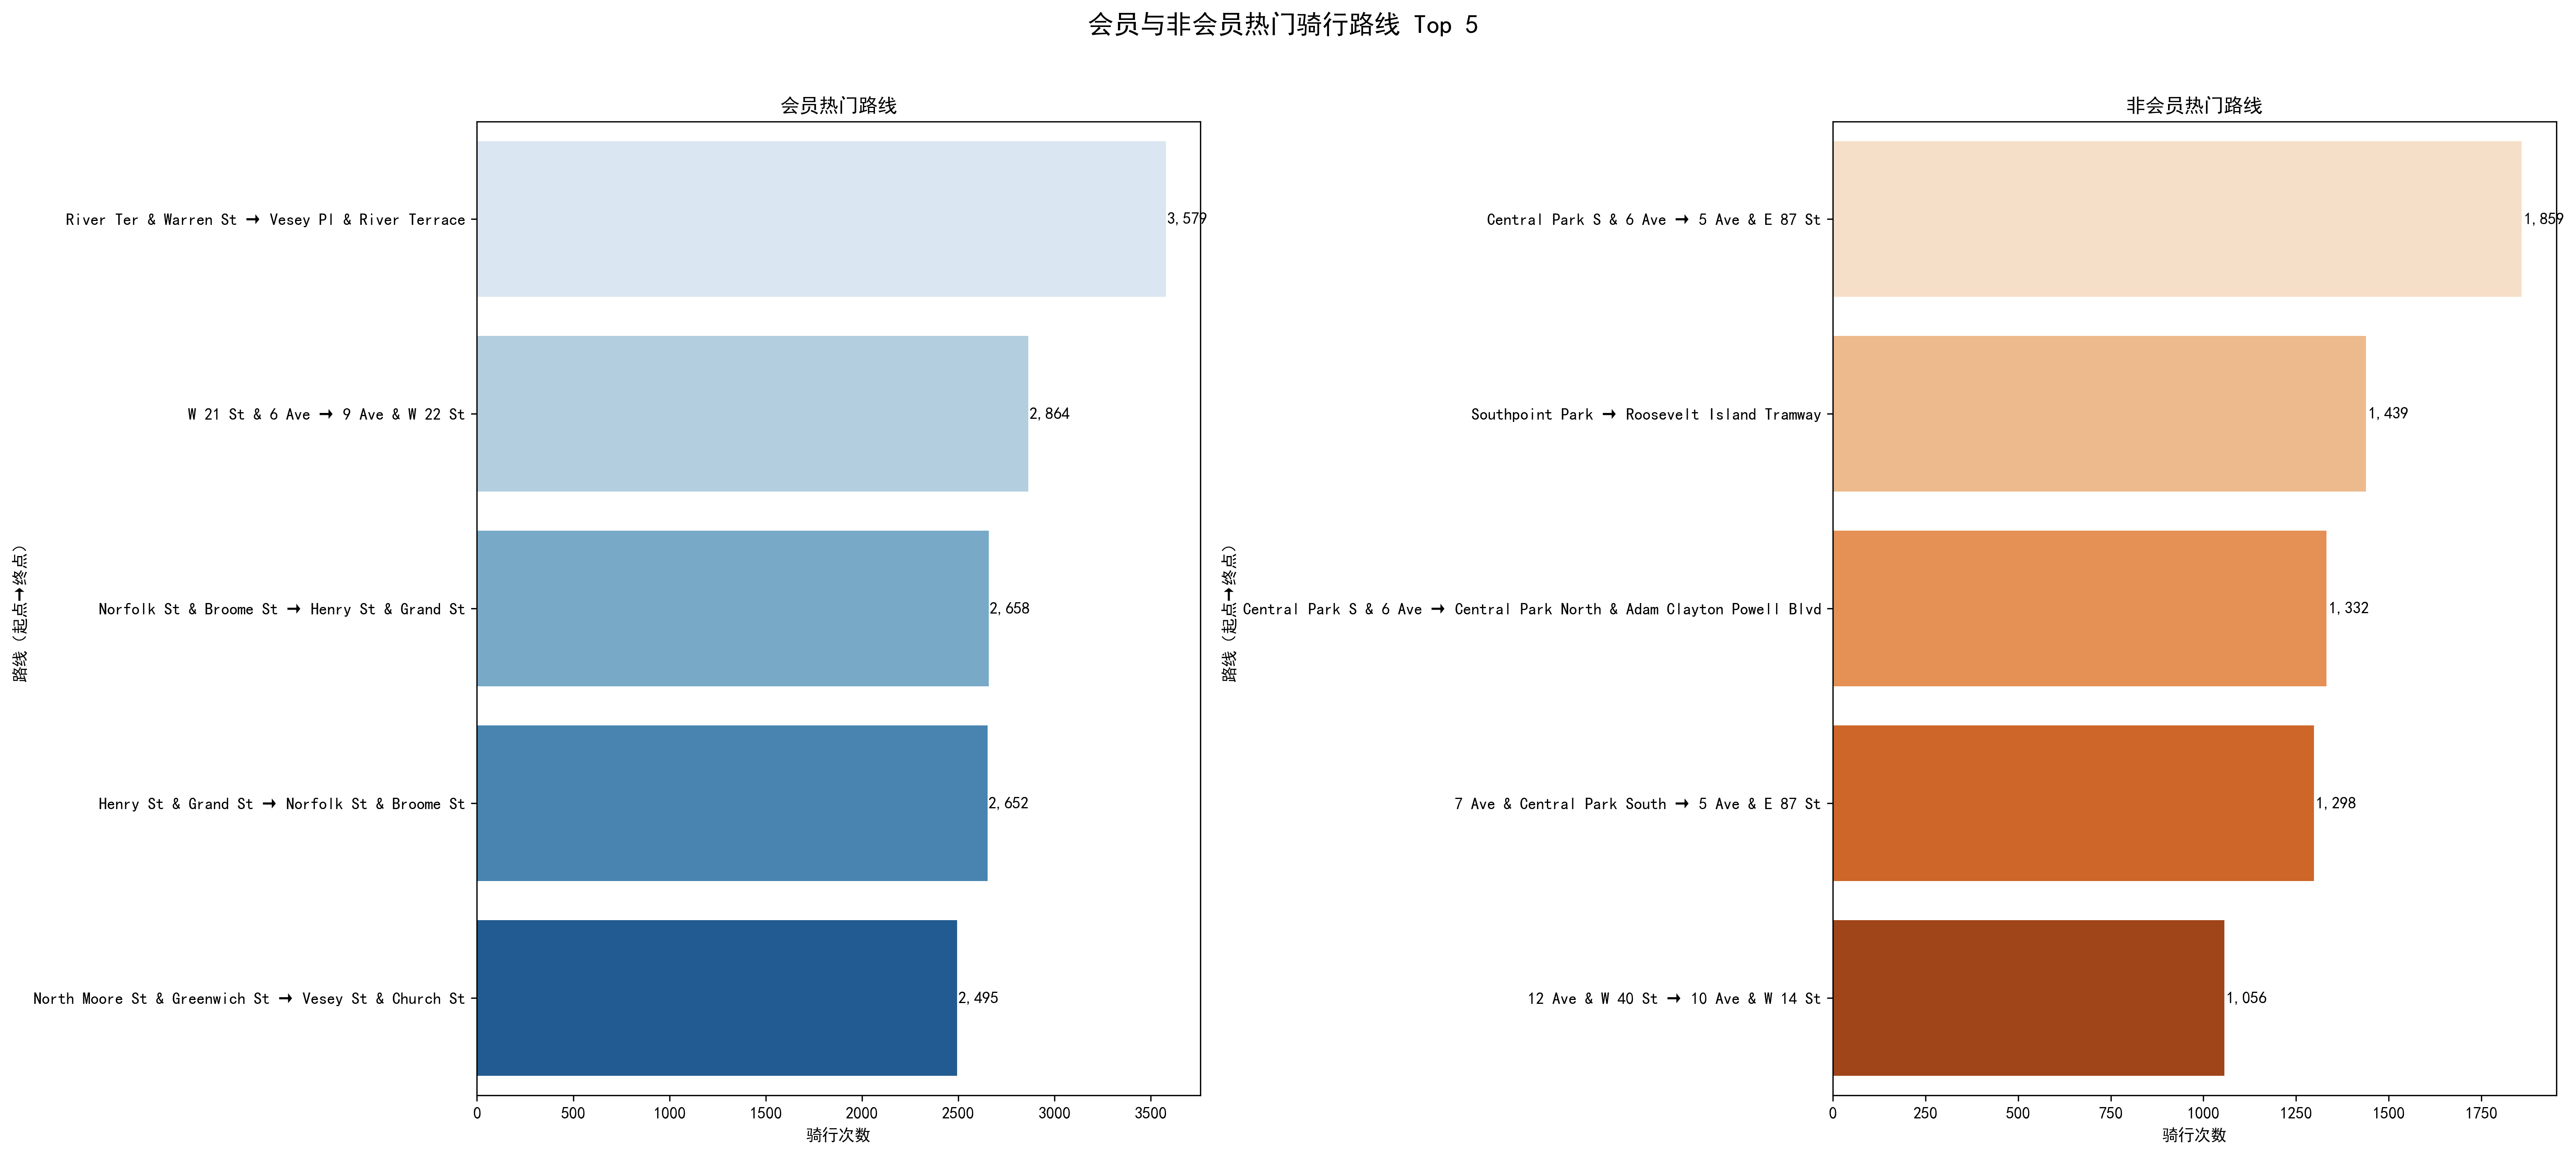 会员与非会员热门骑行路线 Top 5
会员热门路线
路线（起点→终点）
River Ter & Warren St → Vesey Pl & River Terrace
3,579
W 21 St & 6 Ave → 9 Ave & W 22 St
2,864
Norfolk St & Broome St → Henry St & Grand St
2,658
Henry St & Grand St → Norfolk St & Broome St
2,652
North Moore St & Greenwich St → Vesey St & Church St
2,495
0 500 1000 1500 2000 2500 3000 3500
骑行次数
非会员热门路线
路线（起点→终点）
Central Park S & 6 Ave → 5 Ave & E 87 St
1,859
Southpoint Park → Roosevelt Island Tramway
1,439
Central Park S & 6 Ave → Central Park North & Adam Clayton Powell Blvd
1,332
7 Ave & Central Park South → 5 Ave & E 87 St
1,298
12 Ave & W 40 St → 10 Ave & W 14 St
1,056
0 250 500 750 1000 1250 1500 1750
骑行次数